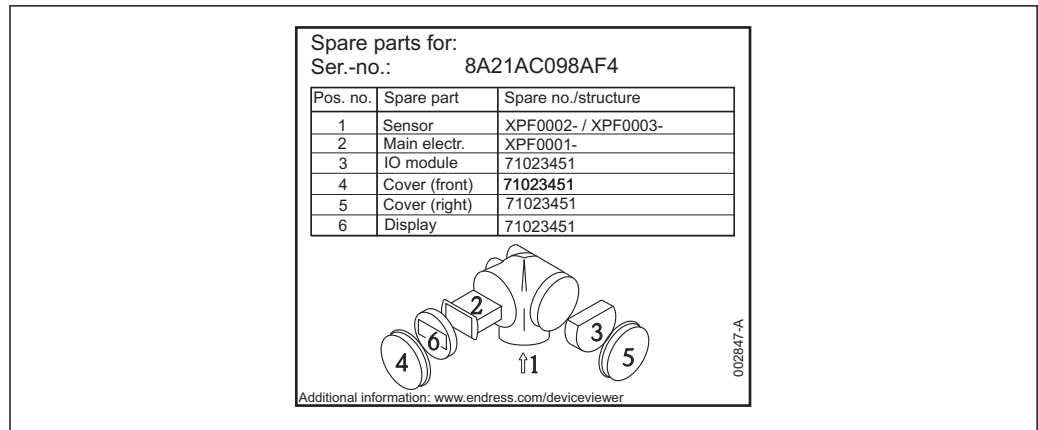 Spare parts for:
Ser.-no.: 8A21AC098AF4
Pos. no. Spare part Spare no./structure
1 Sensor XPF0002- / XPF0003-
2 Main electr. XPF0001-
3 IO module 71023451
4 Cover (front) 71023451
5 Cover (right) 71023451
6 Display 71023451
2
6
3
4
⇧1
5
002847-A
Additional information: www.endress.com/deviceviewer